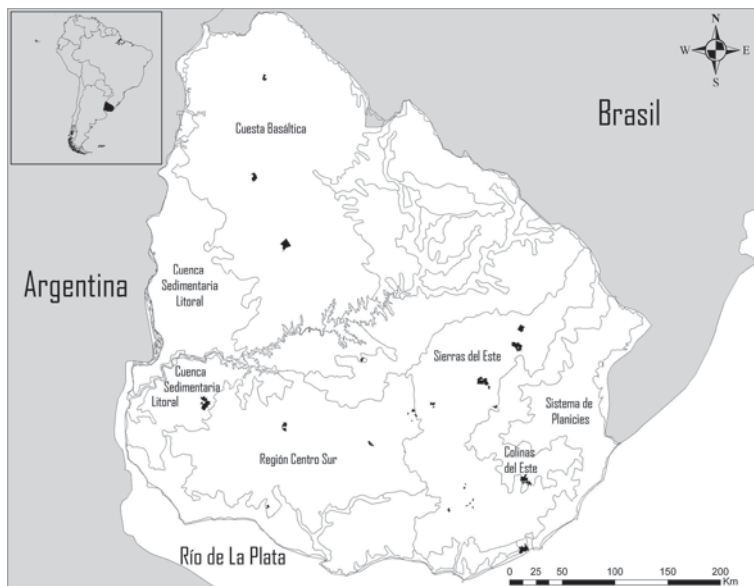 N
W E
S
Brasil
Cuesta Basáltica
Argentina
Cuenca
Sedimentaria
Litoral
Sierras del Este
Cuenca
Sedimentaria
Litoral
Sistema de
Planicies
Región Centro Sur
Colinas
del Este
Río de La Plata
0 25 50 100 150 200
Km